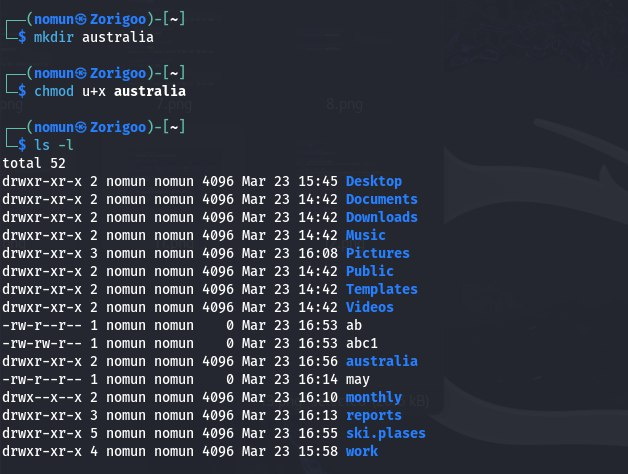 ┌──(nomun㉿Zorigoo)-[~]
└─$ mkdir australia
┌──(nomun㉿Zorigoo)-[~]
└─$ chmod u+x australia
png 7.png 8.png
┌──(nomun㉿Zorigoo)-[~]
└─$ ls -l
total 52
drwxr-xr-x 2 nomun nomun 4096 Mar 23 15:45 Desktop
drwxr-xr-x 2 nomun nomun 4096 Mar 23 14:42 Documents
drwxr-xr-x 2 nomun nomun 4096 Mar 23 14:42 Downloads
drwxr-xr-x 2 nomun nomun 4096 Mar 23 14:42 Music
drwxr-xr-x 3 nomun nomun 4096 Mar 23 16:08 Pictures
drwxr-xr-x 2 nomun nomun 4096 Mar 23 14:42 Public
drwxr-xr-x 2 nomun nomun 4096 Mar 23 14:42 Templates
drwxr-xr-x 2 nomun nomun 4096 Mar 23 14:42 Videos
-rw-r--r-- 1 nomun nomun    0 Mar 23 16:53 ab
-rw-rw-r-- 1 nomun nomun    0 Mar 23 16:53 abc1
drwxr-xr-x 2 nomun nomun 4096 Mar 23 16:56 australia
-rw-r--r-- 1 nomun nomun    0 Mar 23 16:14 may
drwx--x--x 2 nomun nomun 4096 Mar 23 16:10 monthly
drwxr-xr-x 3 nomun nomun 4096 Mar 23 16:13 reports
drwxr-xr-x 5 nomun nomun 4096 Mar 23 16:55 ski.plases
drwxr-xr-x 4 nomun nomun 4096 Mar 23 15:58 work